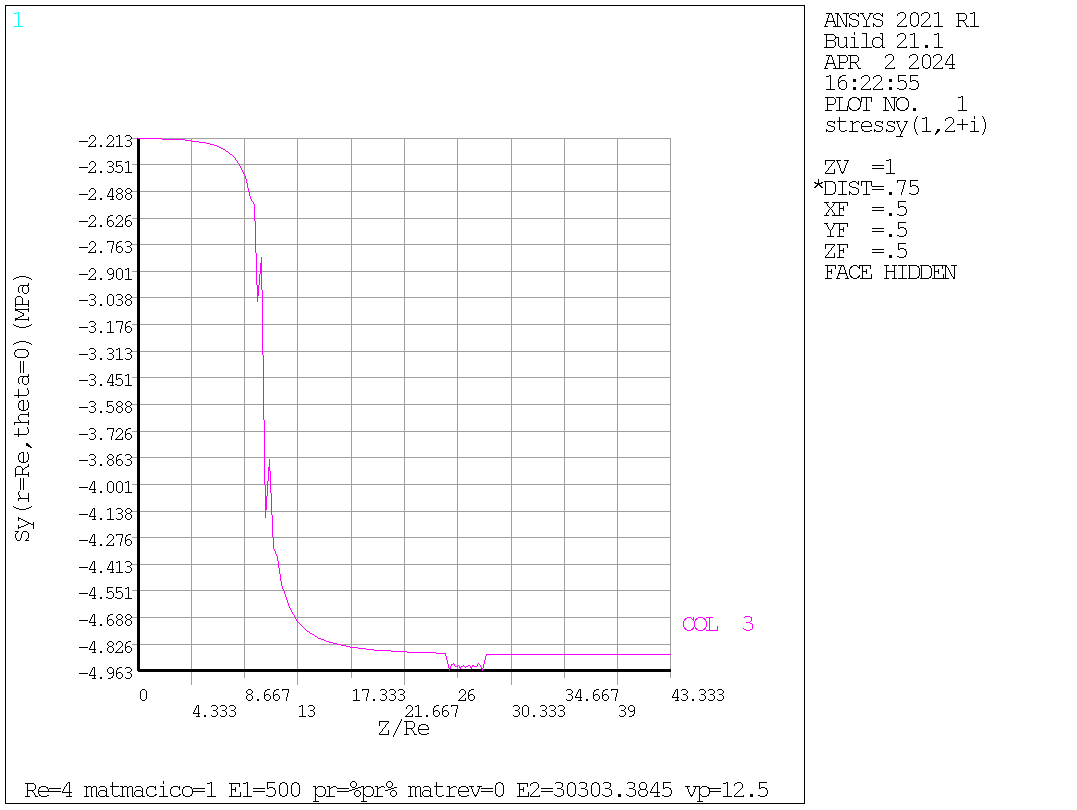 1
ANSYS 2021 R1
Build 21.1
APR  2 2024
16:22:55
PLOT NO.   1
stressy(1,2+i)
ZV  =1
*DIST=.75
XF  =.5
YF  =.5
ZF  =.5
FACE HIDDEN
Sy(r=Re,theta=0)(MPa)
-2.213
-2.351
-2.488
-2.626
-2.763
-2.901
-3.038
-3.176
-3.313
-3.451
-3.588
-3.726
-3.863
-4.001
-4.138
-4.276
-4.413
-4.551
-4.688
-4.826
-4.963
COL  3
0 8.667 17.333 26 34.667 43.333
4.333 13 21.667 30.333 39
Z/Re
Re=4 matmacico=1 E1=500 pr=%pr% matrev=0 E2=30303.3845 vp=12.5